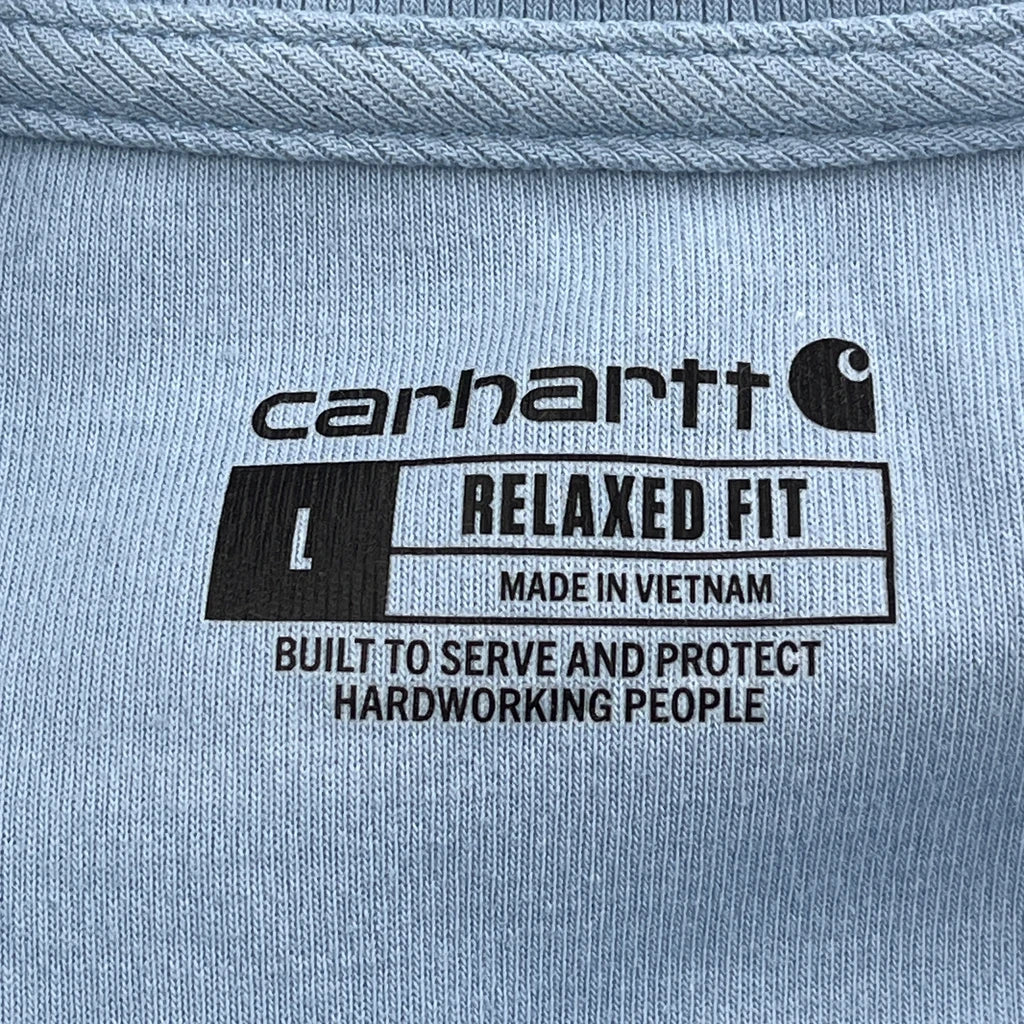 carhartt
L
RELAXED FIT
MADE IN VIETNAM
BUILT TO SERVE AND PROTECT
HARDWORKING PEOPLE